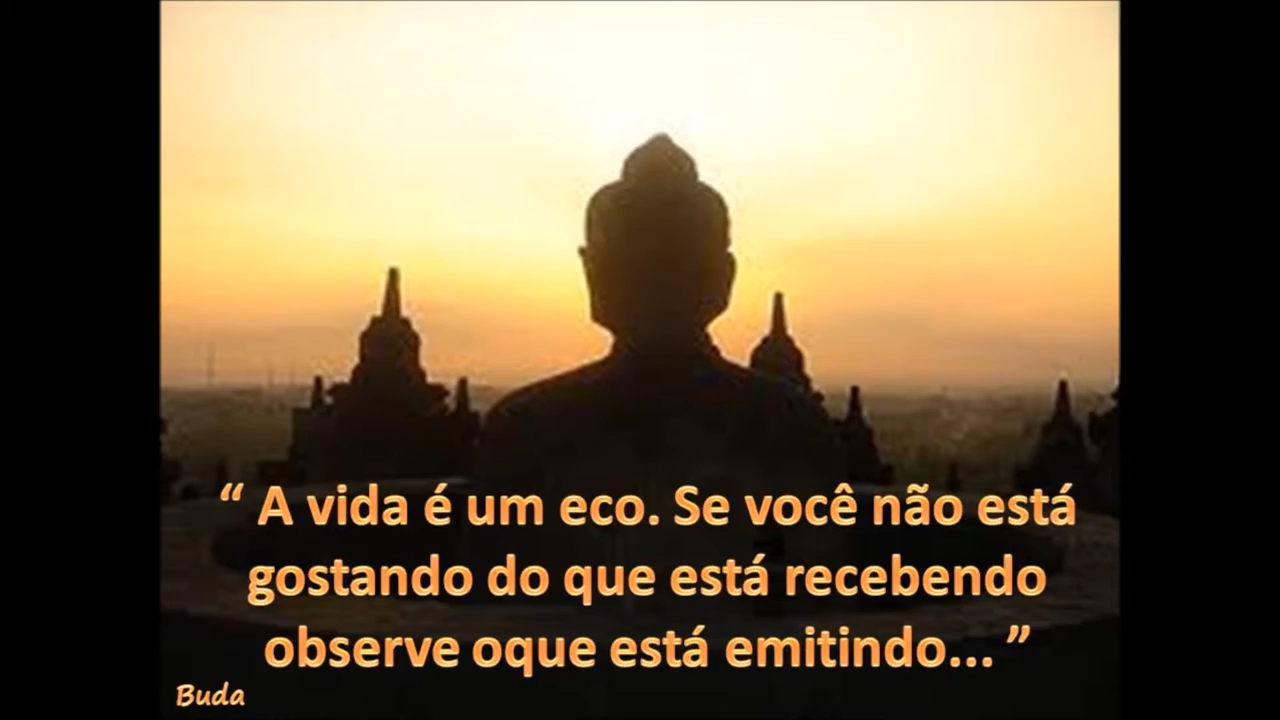 “ A vida é um eco. Se você não está
gostando do que está recebendo
observe oque está emitindo... ”
Buda